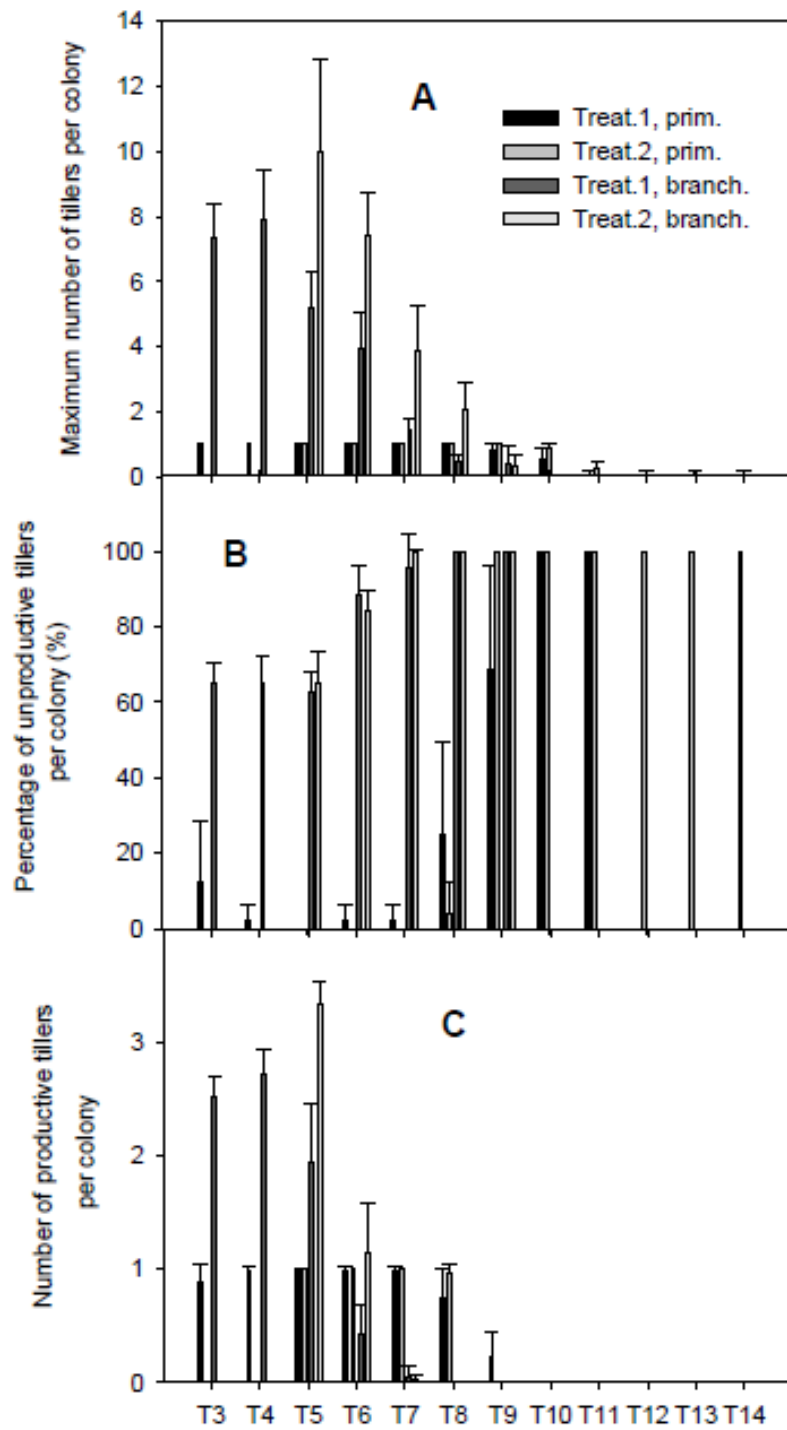 14
12
10
8
6
4
2
0
Maximum number of tillers per colony
A
Treat.1, prim.
Treat.2, prim.
Treat.1, branch.
Treat.2, branch.
100
80
60
40
20
0
Percentage of unproductive tillers
per colony (%)
B
3
2
1
0
Number of productive tillers
per colony
C
T3 T4 T5 T6 T7 T8 T9 T10 T11 T12 T13 T14